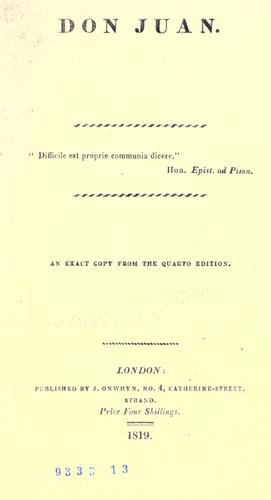 DON JUAN.
"Difficile est proprie communia dicere."
HOR. Epist. ad Pison.
AN EXACT COPY FROM THE QUARTO EDITION.
LONDON:
PUBLISHED BY J. ONWHYN, NO. 4, CATHERINE-STREET,
STRAND.
Price Four Shillings.
1819.
9333 13